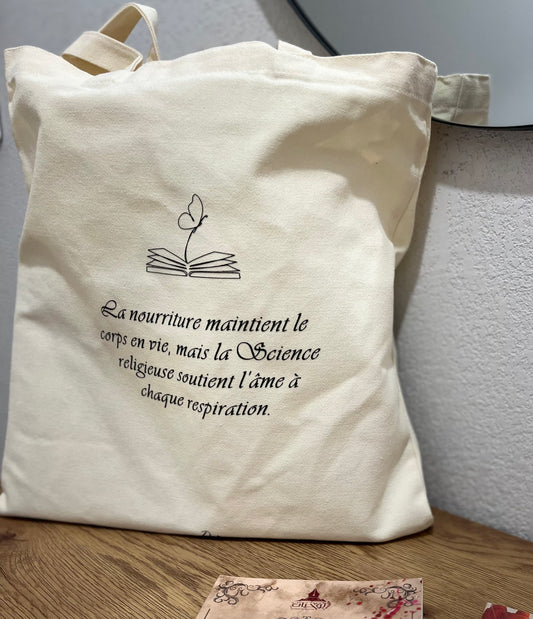 La nourriture maintient le
corps en vie, mais la Science
religieuse soutient l'âme à
chaque respiration.